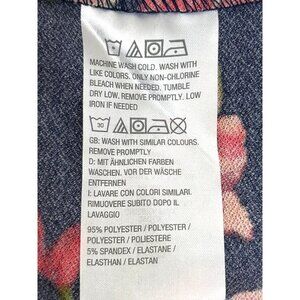 MACHINE WASH COLD. WASH WITH
LIKE COLORS. ONLY NON-CHLORINE
BLEACH WHEN NEEDED. TUMBLE
DRY LOW. REMOVE PROMPTLY. LOW
IRON IF NEEDED
30
GB: WASH WITH SIMILAR COLOURS.
REMOVE PROMPTLY
D: MIT ÄHNLICHEN FARBEN
WASCHEN. VOR DER WÄSCHE
ENTFERNEN
I: LAVARE CON COLORI SIMILARI.
RIMUOVERE SUBITO DOPO IL
LAVAGGIO
95% POLYESTER / POLYESTER
/ POLYESTER / POLIESTERE
5% SPANDEX / ELASTANE /
ELASTHAN / ELASTAN